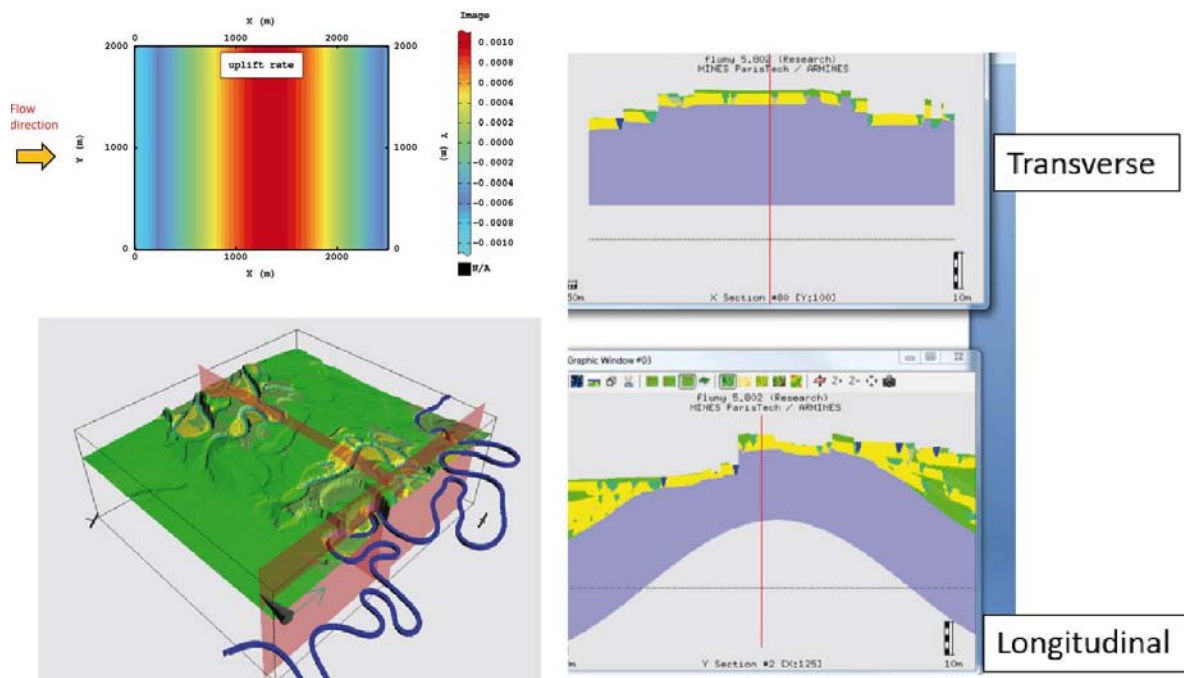 X (m)
0 1000 2000
2000
uplift rate
2000
Flow
direction
Y (m)
1000
1000
Y (m)
0
0
0 1000 2000
X (m)
Image
0.0010
0.0008
0.0006
0.0004
0.0002
0.0000
-0.0002
-0.0004
-0.0006
-0.0008
-0.0010
N/A
flumy 5.802 (Research)
MINES ParisTech / ARMINES
50m
X Section #80 [Y:100]
10m
Transverse
Graphic Window #03
flumy 5.802 (Research)
MINES ParisTech / ARMINES
Y Section #2 [X:125]
10m
Longitudinal